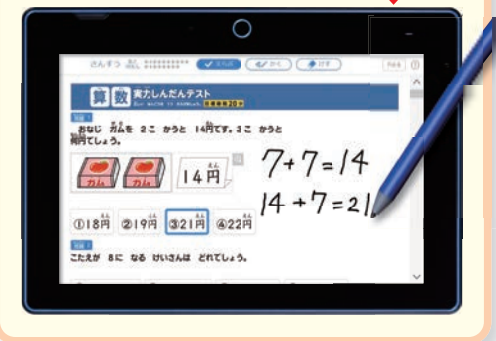 さんすう
けす
算数 実力しんだんテスト
おなじ ガムを 2こ かうと 14円です。3こ かうと
何円でしょう。
ガム ガム 14円
7+7=14
14+7=21
①18円 ②19円 ③21円 ④22円
こたえが 8に なる けいさんは どれでしょう。